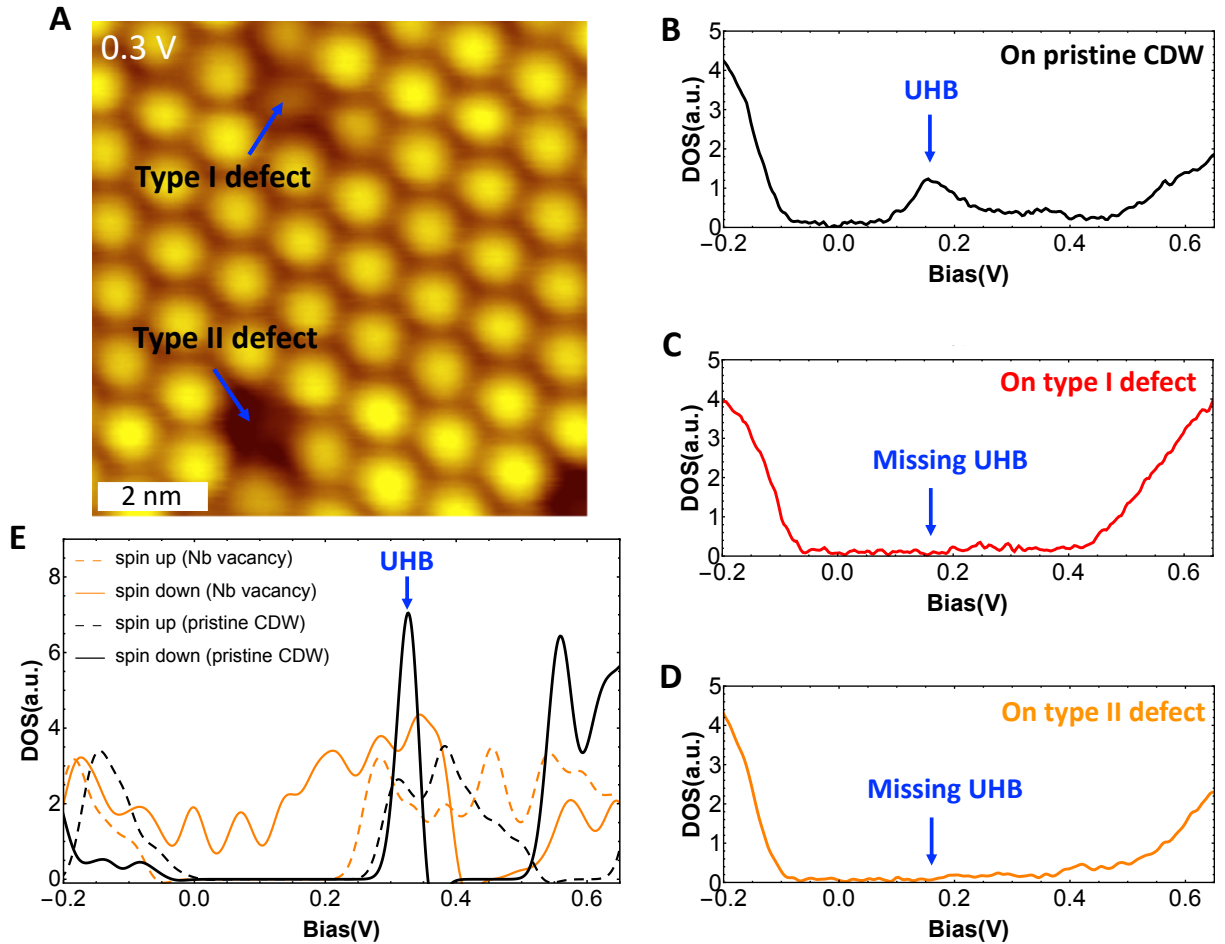 A
0.3 V
Type I defect
Type II defect
2 nm
B
5
4
3
2
1
0
DOS(a.u.)
On pristine CDW
UHB
−0.2 0.0 0.2 0.4 0.6
Bias(V)
C
5
4
3
2
1
0
DOS(a.u.)
On type I defect
Missing UHB
−0.2 0.0 0.2 0.4 0.6
Bias(V)
D
5
4
3
2
1
0
DOS(a.u.)
On type II defect
Missing UHB
−0.2 0.0 0.2 0.4 0.6
Bias(V)
E
8
6
4
2
0
DOS(a.u.)
spin up (Nb vacancy)
spin down (Nb vacancy)
spin up (pristine CDW)
spin down (pristine CDW)
UHB
−0.2 0.0 0.2 0.4 0.6
Bias(V)